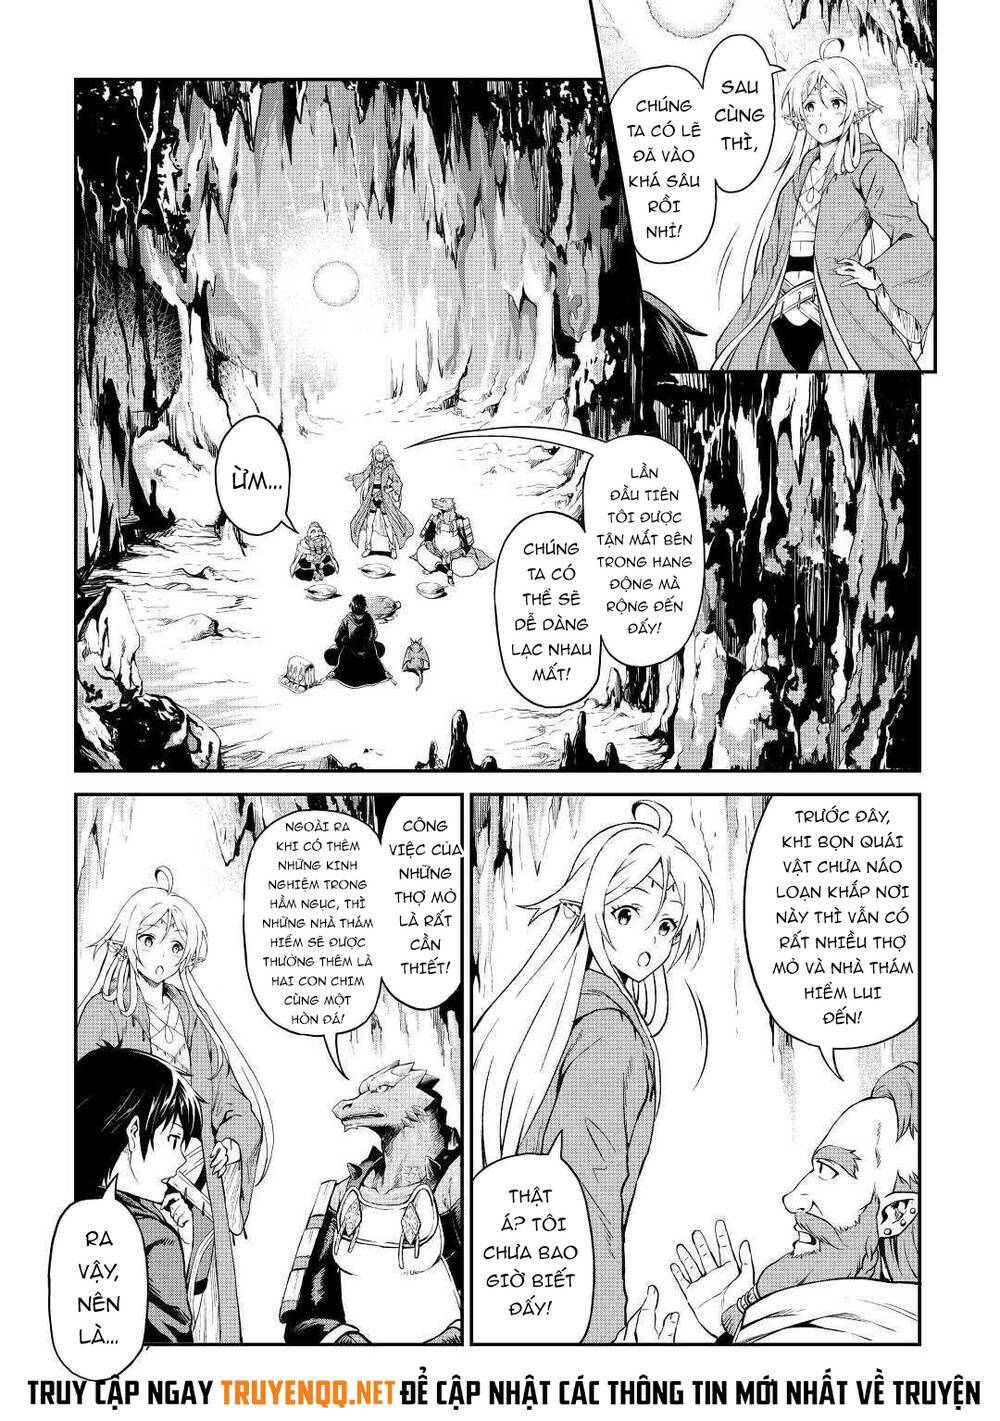 SAU
CÙNG
THÌ,
CHÚNG
TA CÓ LẼ
ĐÃ VÀO
KHÁ SÂU
RỒI
NHỈ!
LẦN
ĐẦU TIÊN
TÔI ĐƯỢC
TẬN MẮT BÊN
TRONG HANG
ĐỘNG MÀ
RỘNG ĐẾN
ĐẤY!
CHÚNG
TA CÓ
THỂ SẼ
DỄ DÀNG
LẠC NHAU
MẤT!
ỪM...
TRƯỚC ĐÂY,
KHI BỌN QUÁI
VẬT CHƯA NÁO
LOẠN KHẮP NƠI
NÀY THÌ VẪN CÓ
RẤT NHIỀU THỢ
MỎ VÀ NHÀ THÁM
HIỂM LUI
ĐẾN!
THẬT
Á? TÔI
CHƯA BAO
GIỜ BIẾT
ĐẤY!
CÔNG
VIỆC CỦA
NHỮNG
THỢ MỎ
LÀ RẤT
CẦN
THIẾT!
NGOÀI RA
KHI CÓ THÊM
NHỮNG KINH
NGHIỆM TRONG
HẦM NGỤC, THÌ
NHỮNG NHÀ THÁM
HIỂM SẼ ĐƯỢC
THƯỞNG THÊM LÀ
HAI CON CHIM
CÙNG MỘT
HÒN ĐÁ!
RA
VẬY,
NÊN
LÀ...
TRUY CẬP NGAY TRUYENQQ.NET ĐỂ CẬP NHẬT CÁC THÔNG TIN MỚI NHẤT VỀ TRUYỆN